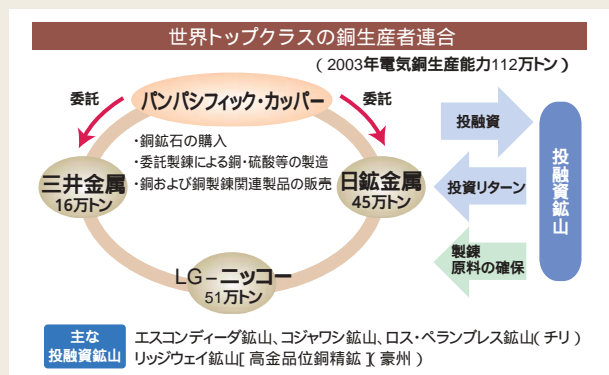 世界トップクラスの銅生産者連合
(2003年電気銅生産能力112万トン)
委託
パンパシフィック・カッパー
委託
・銅鉱石の購入
・委託製錬による銅・硫酸等の製造
・銅および銅製錬関連製品の販売
三井金属
16万トン
日鉱金属
45万トン
LG−ニッコー
51万トン
投融資
投資リターン
製錬
原料の確保
投融資鉱山
主な
投融資鉱山
エスコンディーダ鉱山、コジャワシ鉱山、ロス・ペランブレス鉱山(チリ)
リッジウェイ鉱山[高金品位銅精鉱](豪州)